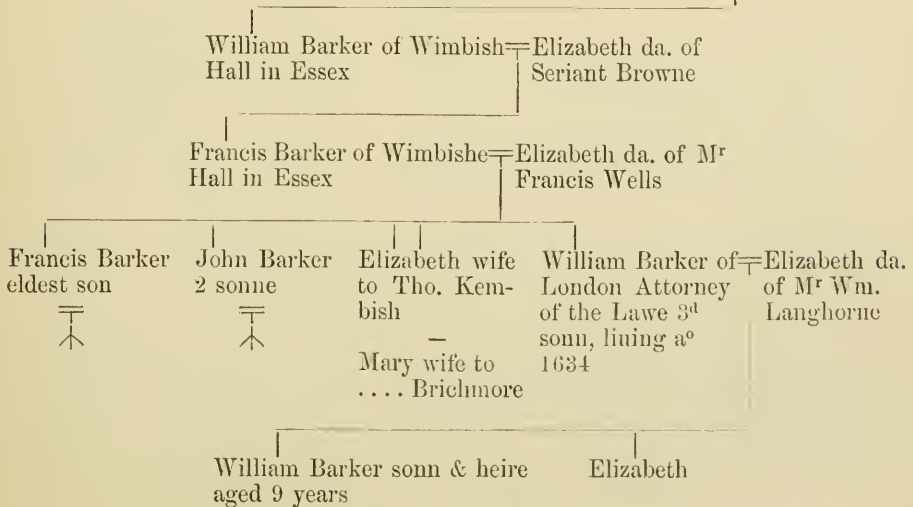 William Barker of Wimbish Hall in Essex
Elizabeth da. of Seriant Browne
Francis Barker of Wimbishe Hall in Essex
Elizabeth da. of Mr Francis Wells
Francis Barker
eldest son
John Barker
2 sonne
Elizabeth wife
to Tho. Kem-
bish
—
Mary wife to
.... Brichmore
William Barker of
London Attorney
of the Lawe 3d
sonn, liuing ao
1634
Elizabeth da.
of Mr Wm.
Langhorne
William Barker sonn & heire
aged 9 years
Elizabeth